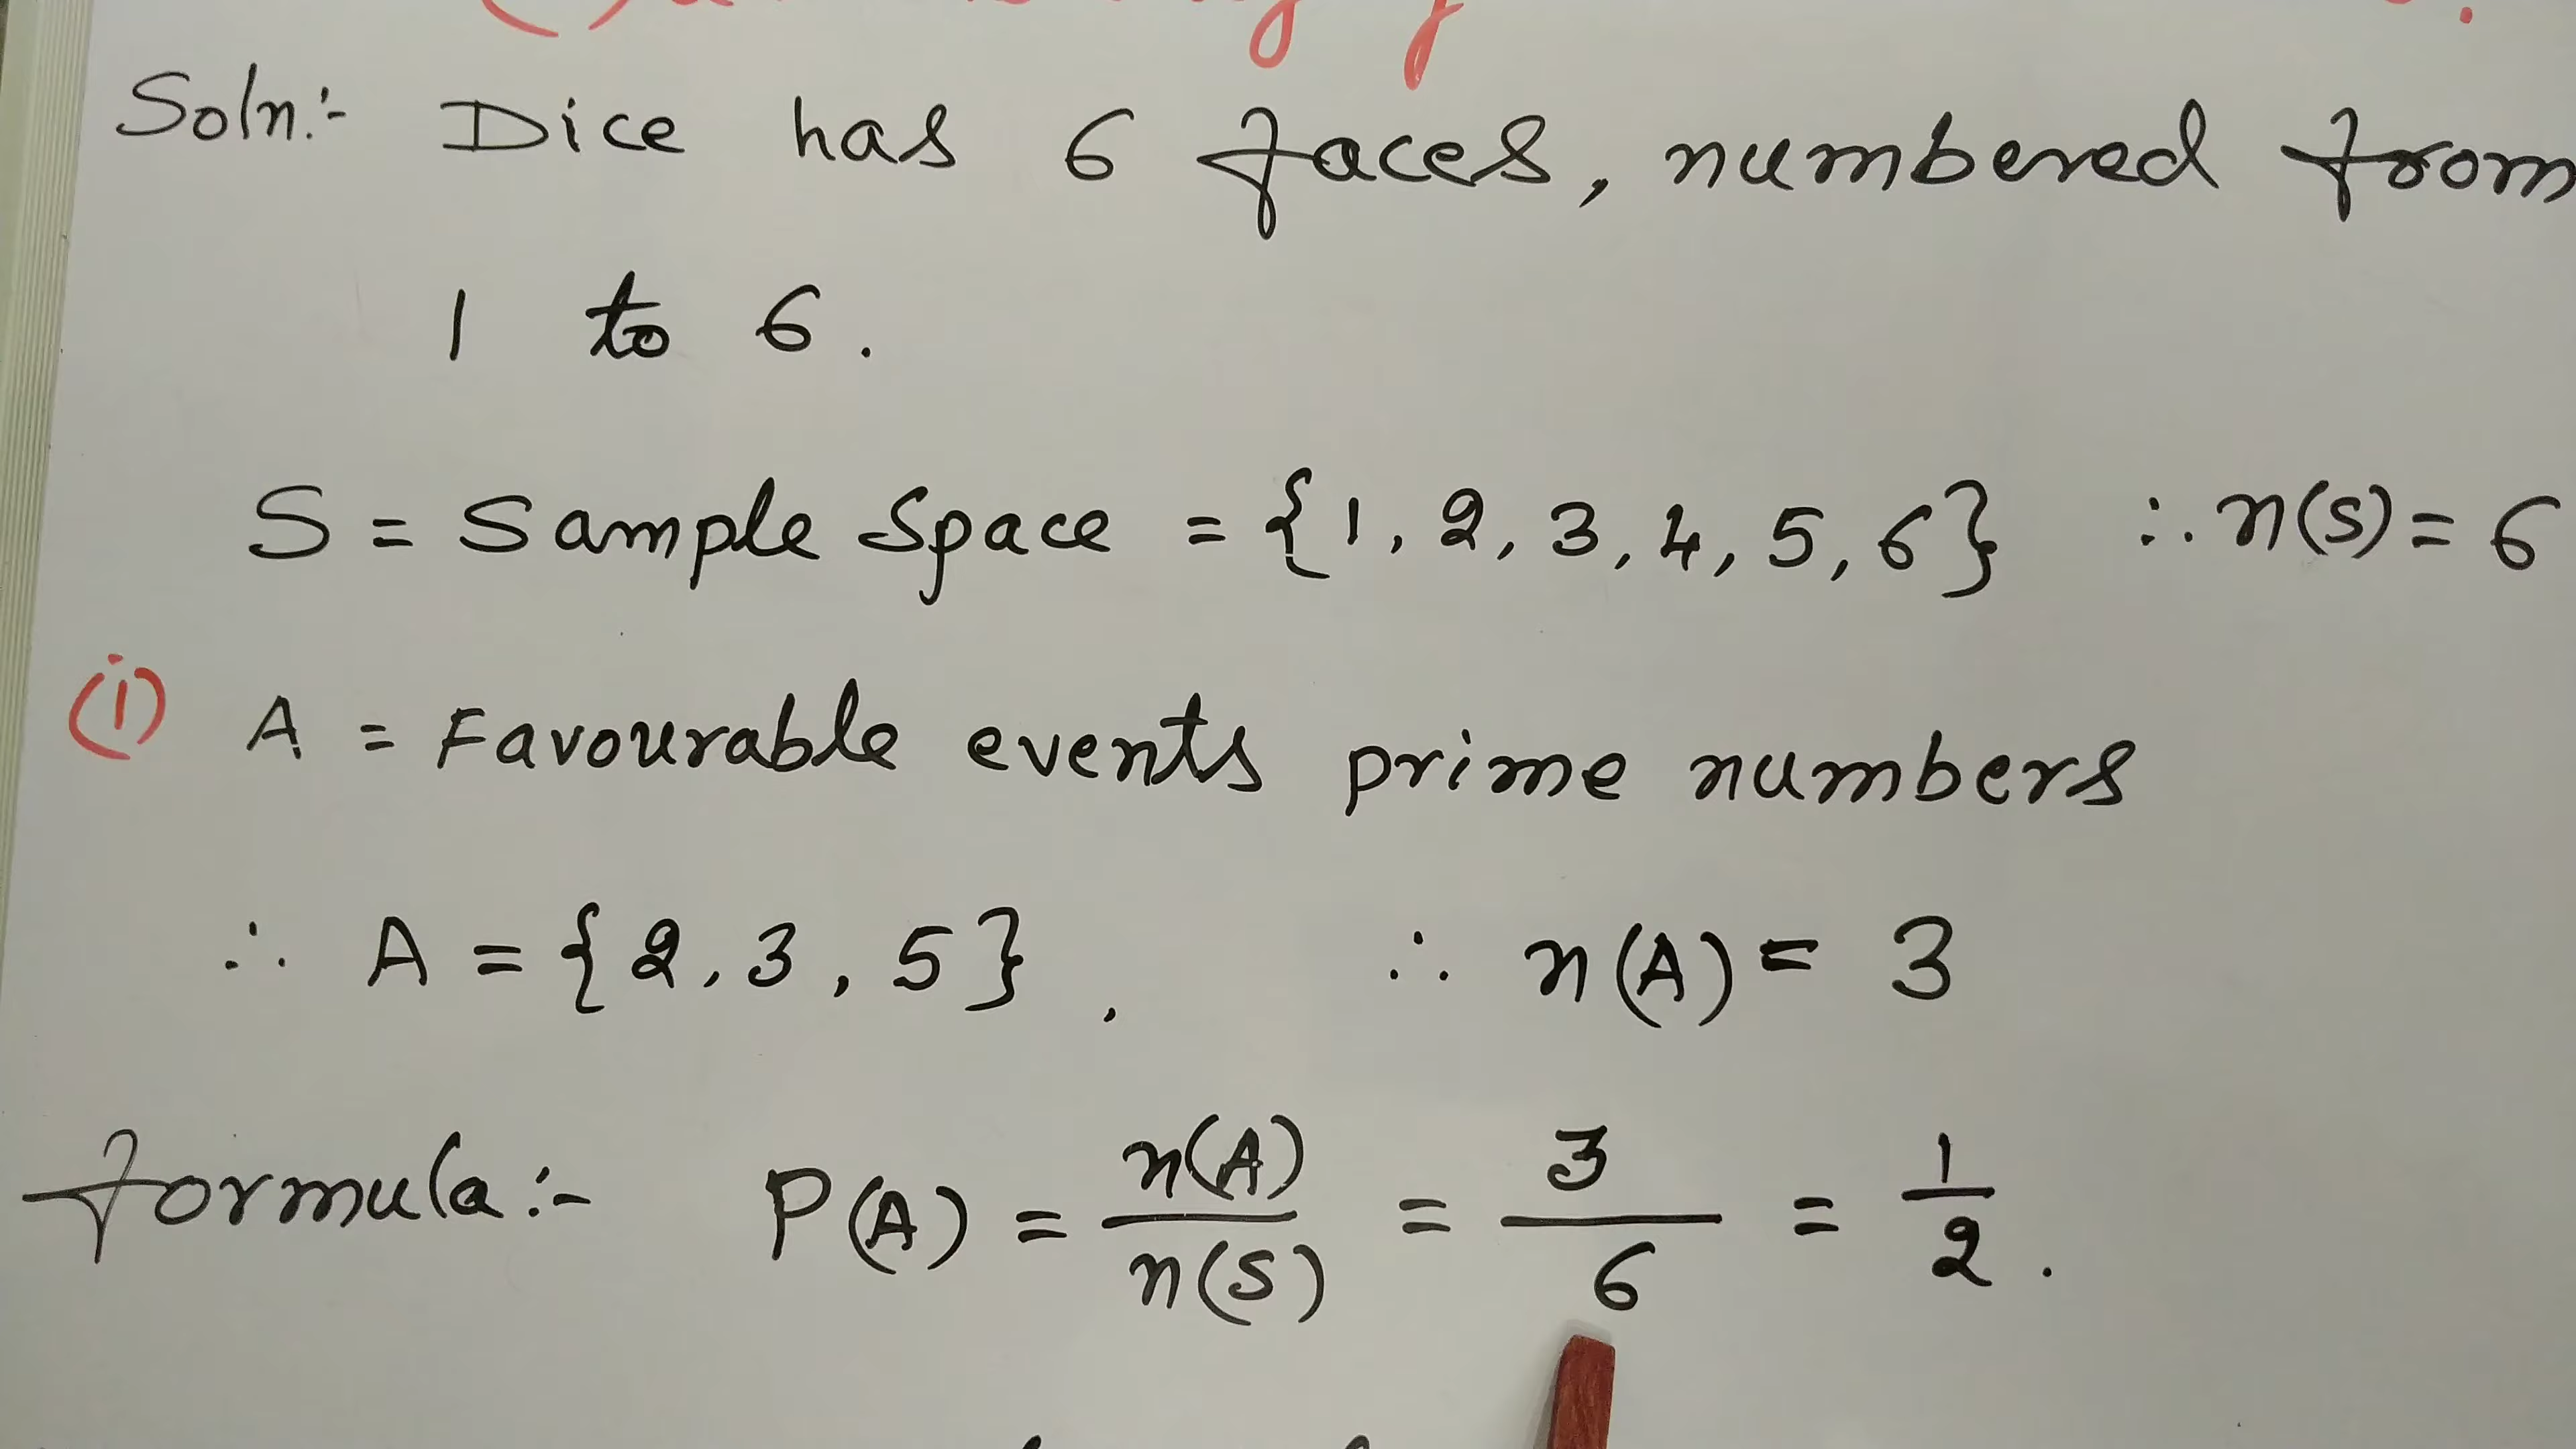 Soln:- Dice has 6 faces, numbered from
1 to 6.
S = Sample Space = {1, 2, 3, 4, 5, 6} ∴ n(S) = 6
(i) A = Favourable events prime numbers
∴ A = {2, 3, 5}, ∴ n(A) = 3
formula:- P(A) = n(A)/n(S) = 3/6 = 1/2.